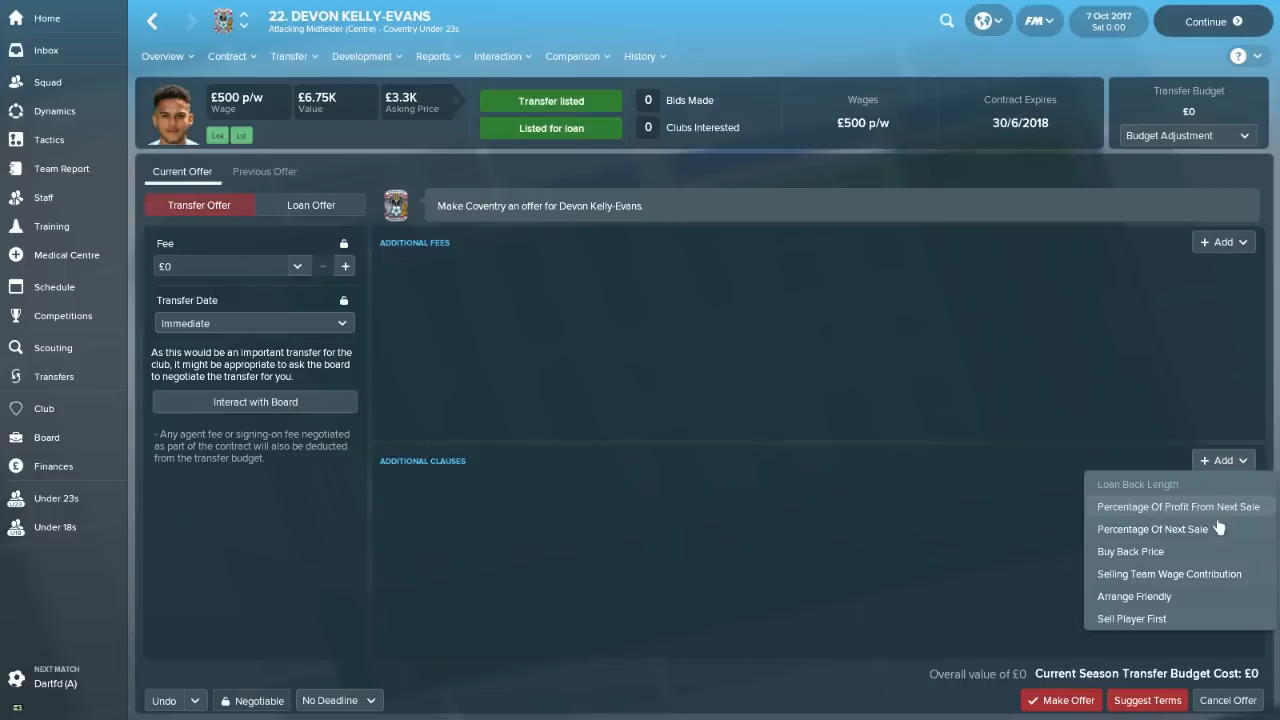 Home
Inbox
Squad
Dynamics
Tactics
Team Report
Staff
Training
Medical Centre
Schedule
Competitions
Scouting
Transfers
Club
Board
Finances
Under 23s
Under 18s
NEXT MATCH
Dartfd (A)
22. DEVON KELLY-EVANS
Attacking Midfielder (Centre) - Coventry Under 23s
FM
7 Oct 2017
Sat 0:00
Continue
Overview
Contract
Transfer
Development
Reports
Interaction
Comparison
History
?
£500 p/w
Wage
£6.75K
Value
£3.3K
Asking Price
Loa
Lst
Transfer listed
Listed for loan
0 Bids Made
0 Clubs Interested
Wages
£500 p/w
Contract Expires
30/6/2018
Transfer Budget
£0
Budget Adjustment
Current Offer
Previous Offer
Transfer Offer
Loan Offer
Make Coventry an offer for Devon Kelly-Evans.
Fee
£0
Transfer Date
Immediate
As this would be an important transfer for the
club, it might be appropriate to ask the board
to negotiate the transfer for you.
Interact with Board
- Any agent fee or signing-on fee negotiated
as part of the contract will also be deducted
from the transfer budget.
ADDITIONAL FEES
+ Add
ADDITIONAL CLAUSES
+ Add
Loan Back Length
Percentage Of Profit From Next Sale
Percentage Of Next Sale
Buy Back Price
Selling Team Wage Contribution
Arrange Friendly
Sell Player First
Overall value of £0 Current Season Transfer Budget Cost: £0
Undo
Negotiable
No Deadline
Make Offer
Suggest Terms
Cancel Offer